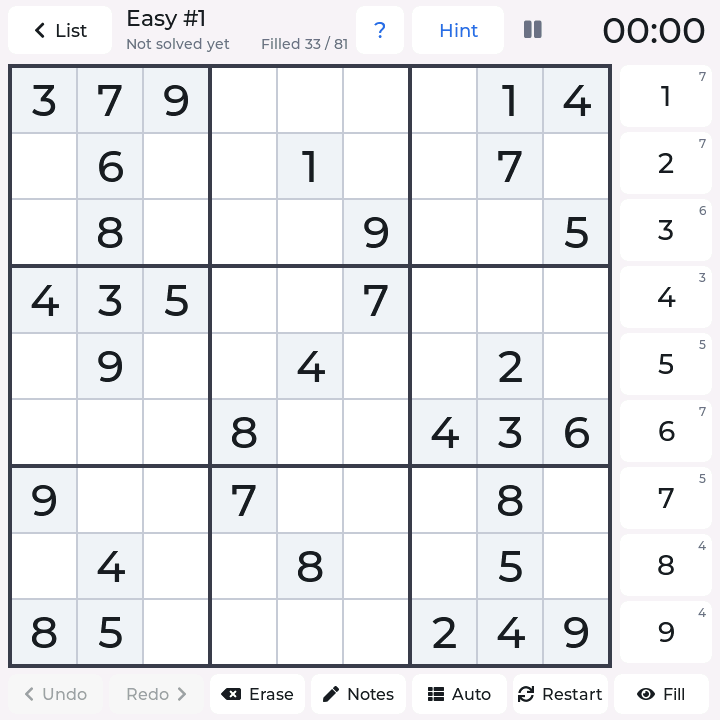 List
Easy #1
Not solved yet
Filled 33 / 81
?
Hint
00:00
3 7 9 1 4
6 1 7
8 9 5
4 3 5 7
9 4 2
8 4 3 6
9 7 8
4 8 5
8 5 2 4 9
1 7
2 7
3 6
4 3
5 5
6 7
7 5
8 4
9 4
Undo
Redo
Erase
Notes
Auto
Restart
Fill